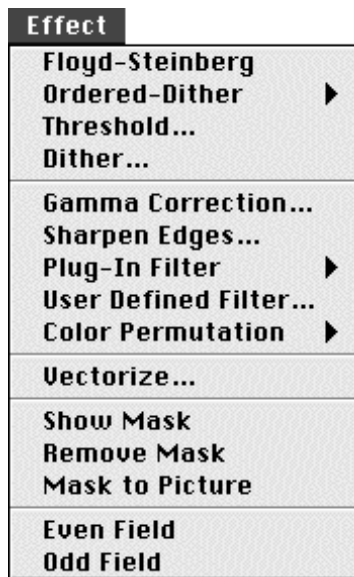 Effect
Floyd-Steinberg
Ordered-Dither
Threshold...
Dither...
Gamma Correction...
Sharpen Edges...
Plug-In Filter
User Defined Filter...
Color Permutation
Vectorize...
Show Mask
Remove Mask
Mask to Picture
Even Field
Odd Field